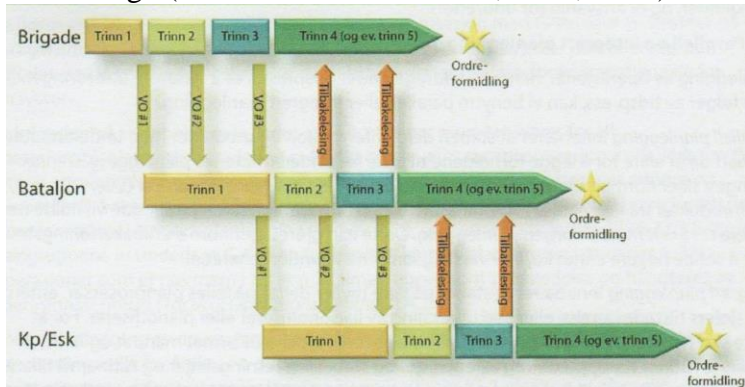 Brigade
Trinn 1
Trinn 2
Trinn 3
Trinn 4 (og ev. trinn 5)
Ordre-
formidling
VO #1
VO #2
VO #3
Tilbakelesing
Tilbakelesing
Bataljon
Trinn 1
Trinn 2
Trinn 3
Trinn 4 (og ev. trinn 5)
Ordre-
formidling
VO #1
VO #2
VO #3
Tilbakelesing
Tilbakelesing
Kp/Esk
Trinn 1
Trinn 2
Trinn 3
Trinn 4 (og ev. trinn 5)
Ordre-
formidling